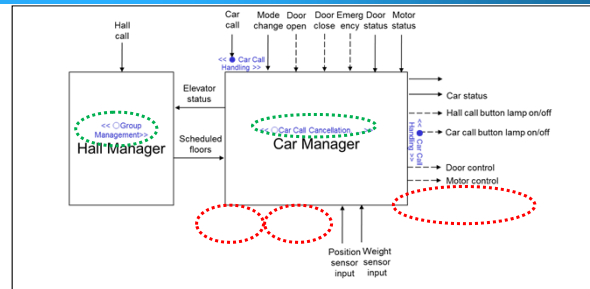 Hall
call
Car
call
Mode
change
Door
open
Door
close
Emerg
ency
Door
status
Motor
status
<< ● Car Call
Handling >>
Elevator
status
Scheduled
floors
<< ○Group
Management>>
Hall Manager
<< ○Car Call Cancellation >>
Car Manager
<< ● Car Call
Handling >>
Car status
Hall call button lamp on/off
Car call button lamp on/off
Door control
Motor control
Position
sensor
input
Weight
sensor
input